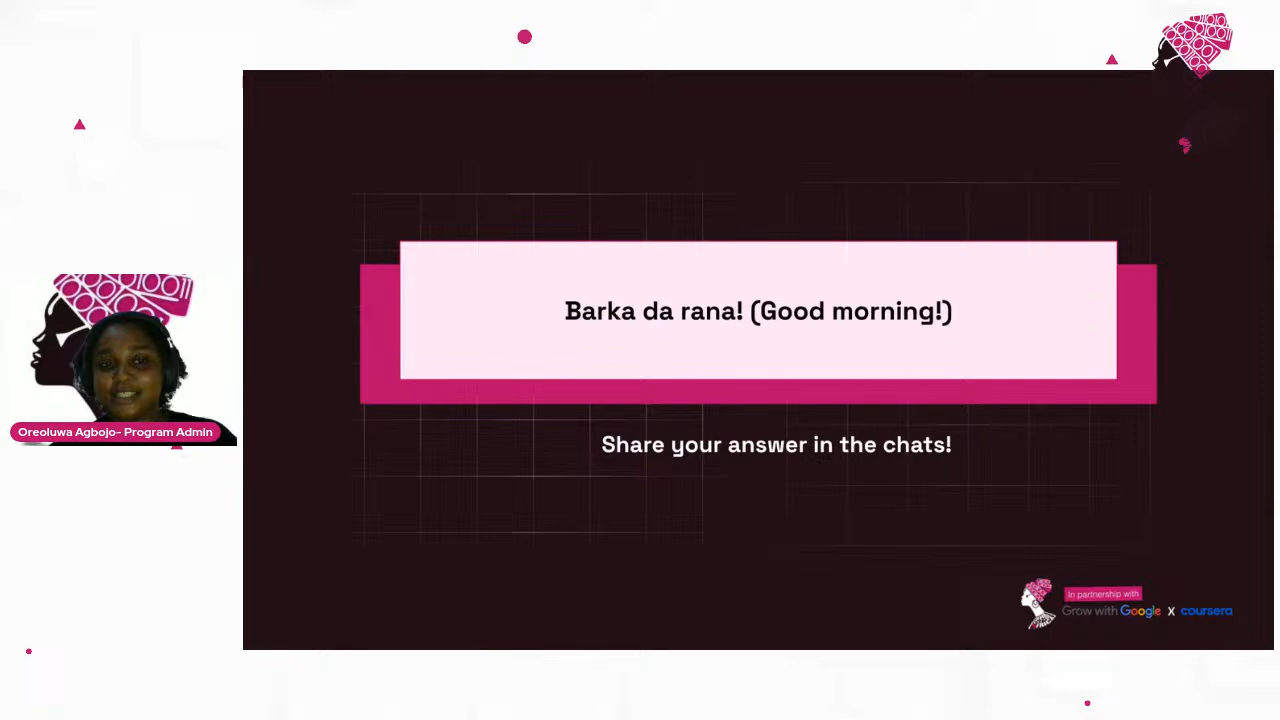 Barka da rana! (Good morning!)
Oreoluwa Agbojo- Program Admin
Share your answer in the chats!
In partnership with
Grow with Google X coursera